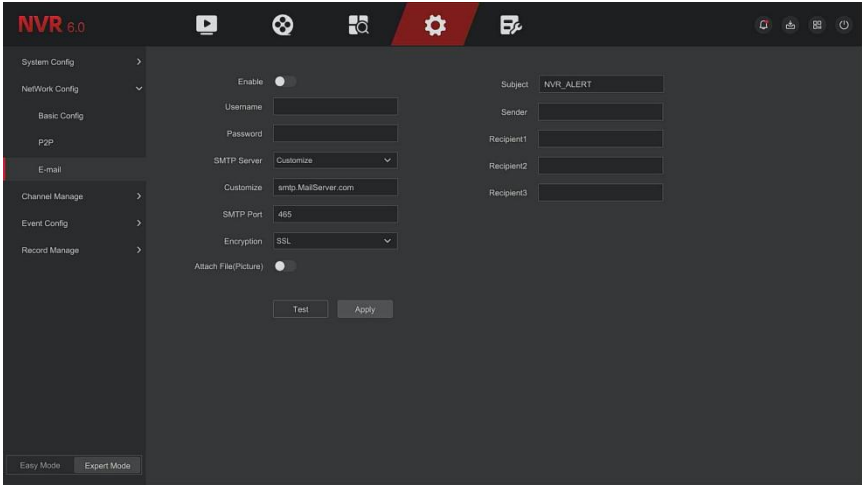 NVR 6.0
System Config
NetWork Config
Basic Config
P2P
E-mail
Channel Manage
Event Config
Record Manage
Easy Mode
Expert Mode
Enable
Username
Password
SMTP Server Customize
Customize smtp.MailServer.com
SMTP Port 465
Encryption SSL
Attach File(Picture)
Test Apply
Subject NVR_ALERT
Sender
Recipient1
Recipient2
Recipient3